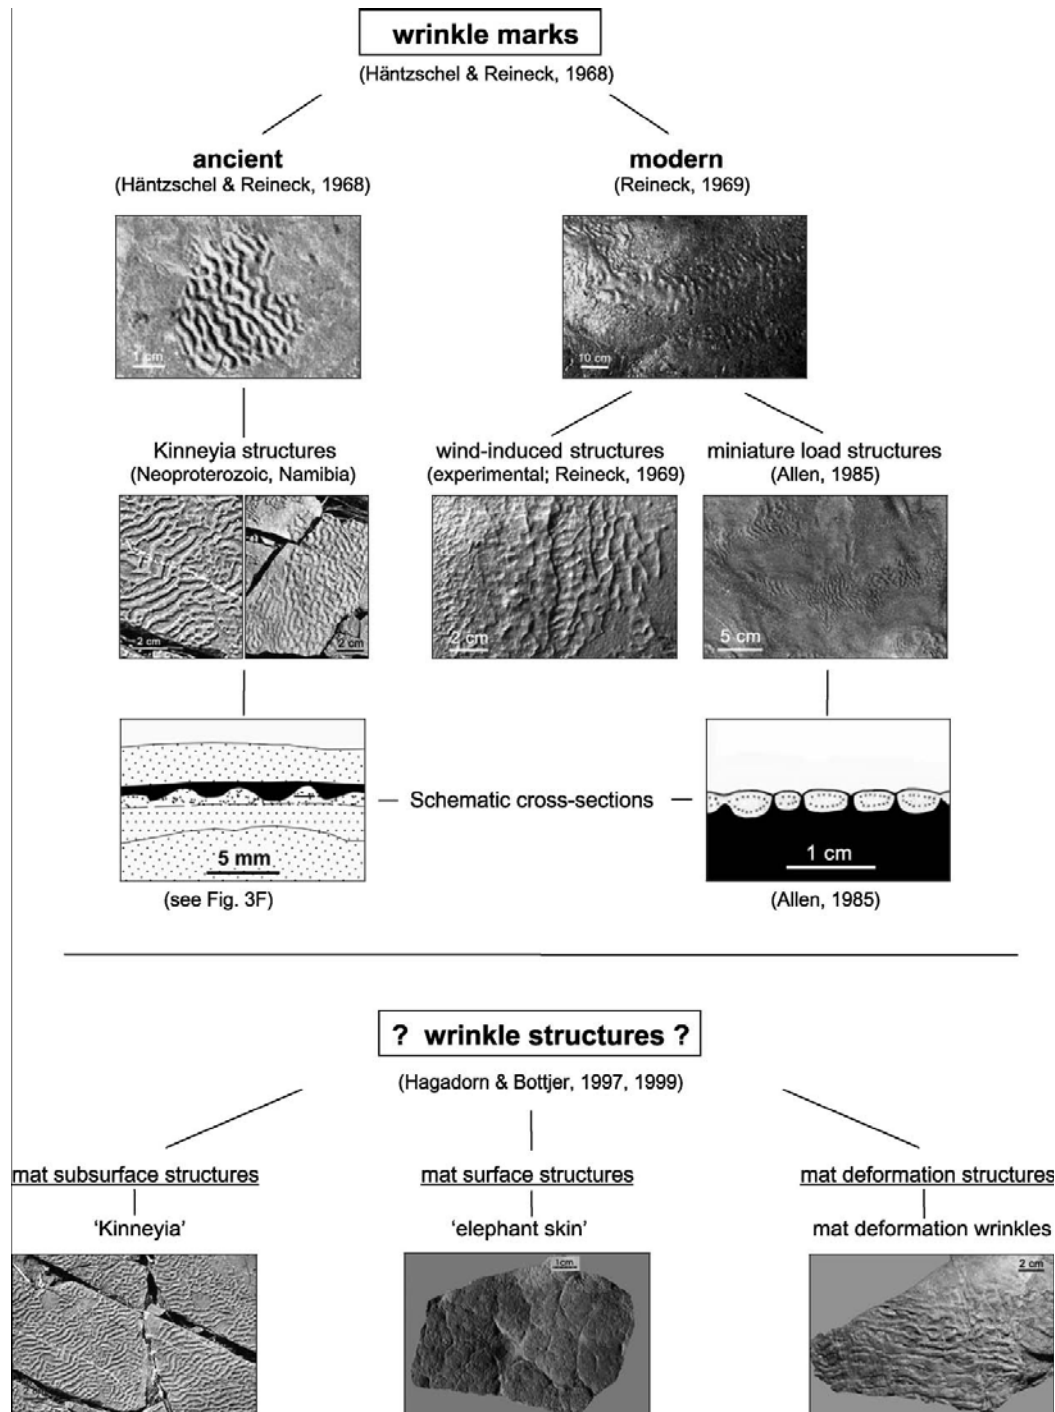 wrinkle marks
(Häntzschel & Reineck, 1968)
ancient
(Häntzschel & Reineck, 1968)
modern
(Reineck, 1969)
1 cm
10 cm
Kinneyia structures
(Neoproterozoic, Namibia)
wind-induced structures
(experimental; Reineck, 1969)
miniature load structures
(Allen, 1985)
2 cm
2 cm
2 cm
5 cm
Schematic cross-sections
5 mm
1 cm
(see Fig. 3F)
(Allen, 1985)
? wrinkle structures ?
(Hagadorn & Bottjer, 1997, 1999)
mat subsurface structures
mat surface structures
mat deformation structures
'Kinneyia'
'elephant skin'
mat deformation wrinkles
1cm
2 cm